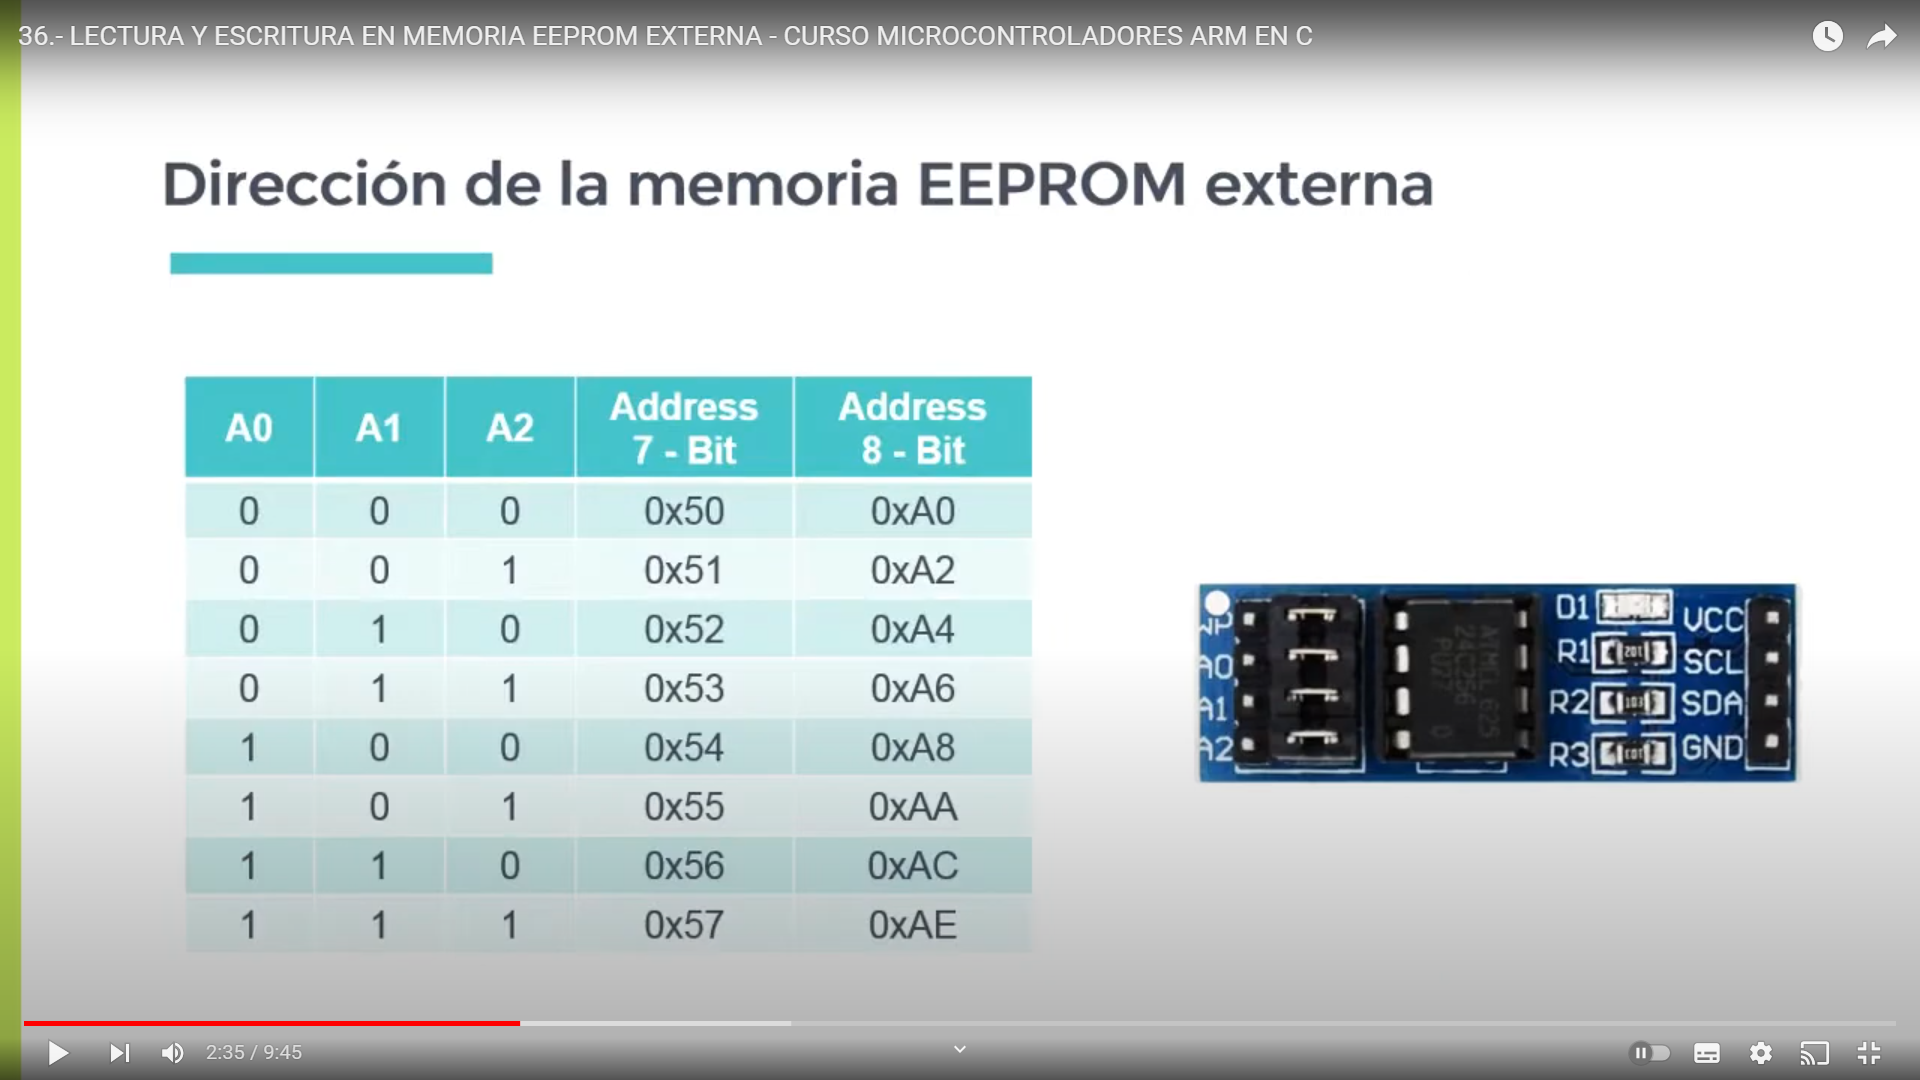 36.- LECTURA Y ESCRITURA EN MEMORIA EEPROM EXTERNA - CURSO MICROCONTROLADORES ARM EN C
Dirección de la memoria EEPROM externa
A0 A1 A2 Address 7 - Bit Address 8 - Bit
0 0 0 0x50 0xA0
0 0 1 0x51 0xA2
0 1 0 0x52 0xA4
0 1 1 0x53 0xA6
1 0 0 0x54 0xA8
1 0 1 0x55 0xAA
1 1 0 0x56 0xAC
1 1 1 0x57 0xAE
WP
A0
A1
A2
ATMEL 625
24C256
PU27 0
D1
R1 201
R2 103
R3 103
VCC
SCL
SDA
GND
2:35 / 9:45